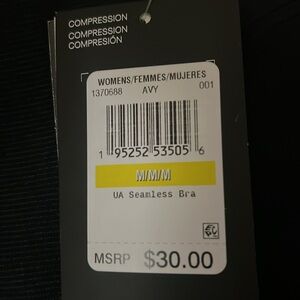 COMPRESSION
COMPRESSION
COMPRESIÓN
WOMENS/FEMMES/MUJERES
1370688 AVY 001
1 95252 53505 6
M/M/M
UA Seamless Bra
MSRP $30.00